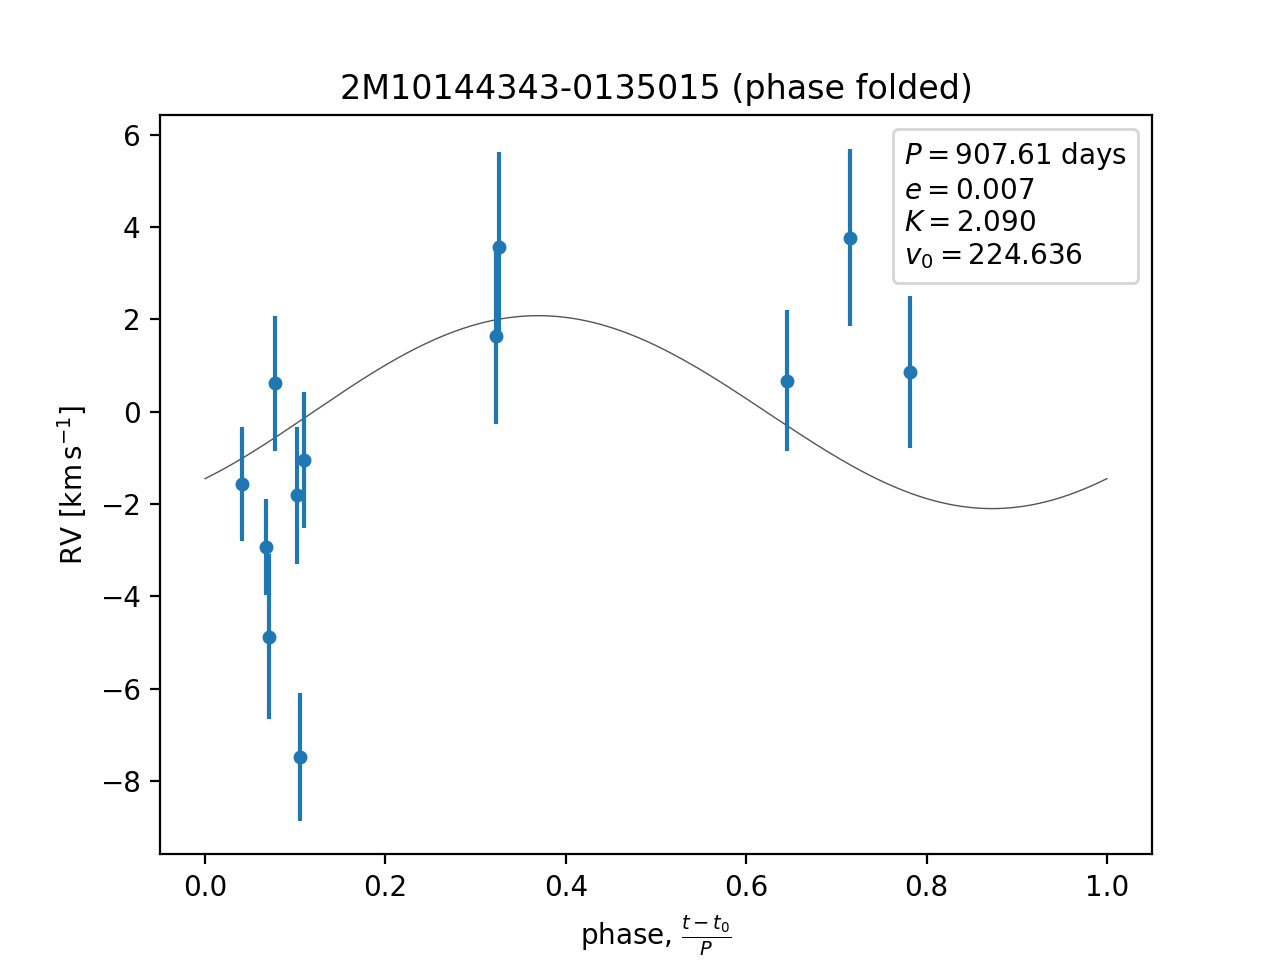 2M10144343-0135015 (phase folded)
P = 907.61 days
e = 0.007
K = 2.090
v₀ = 224.636
6
4
2
0
−2
−4
−6
−8
RV [km s⁻¹]
0.0 0.2 0.4 0.6 0.8 1.0
phase, (t − t₀)/P